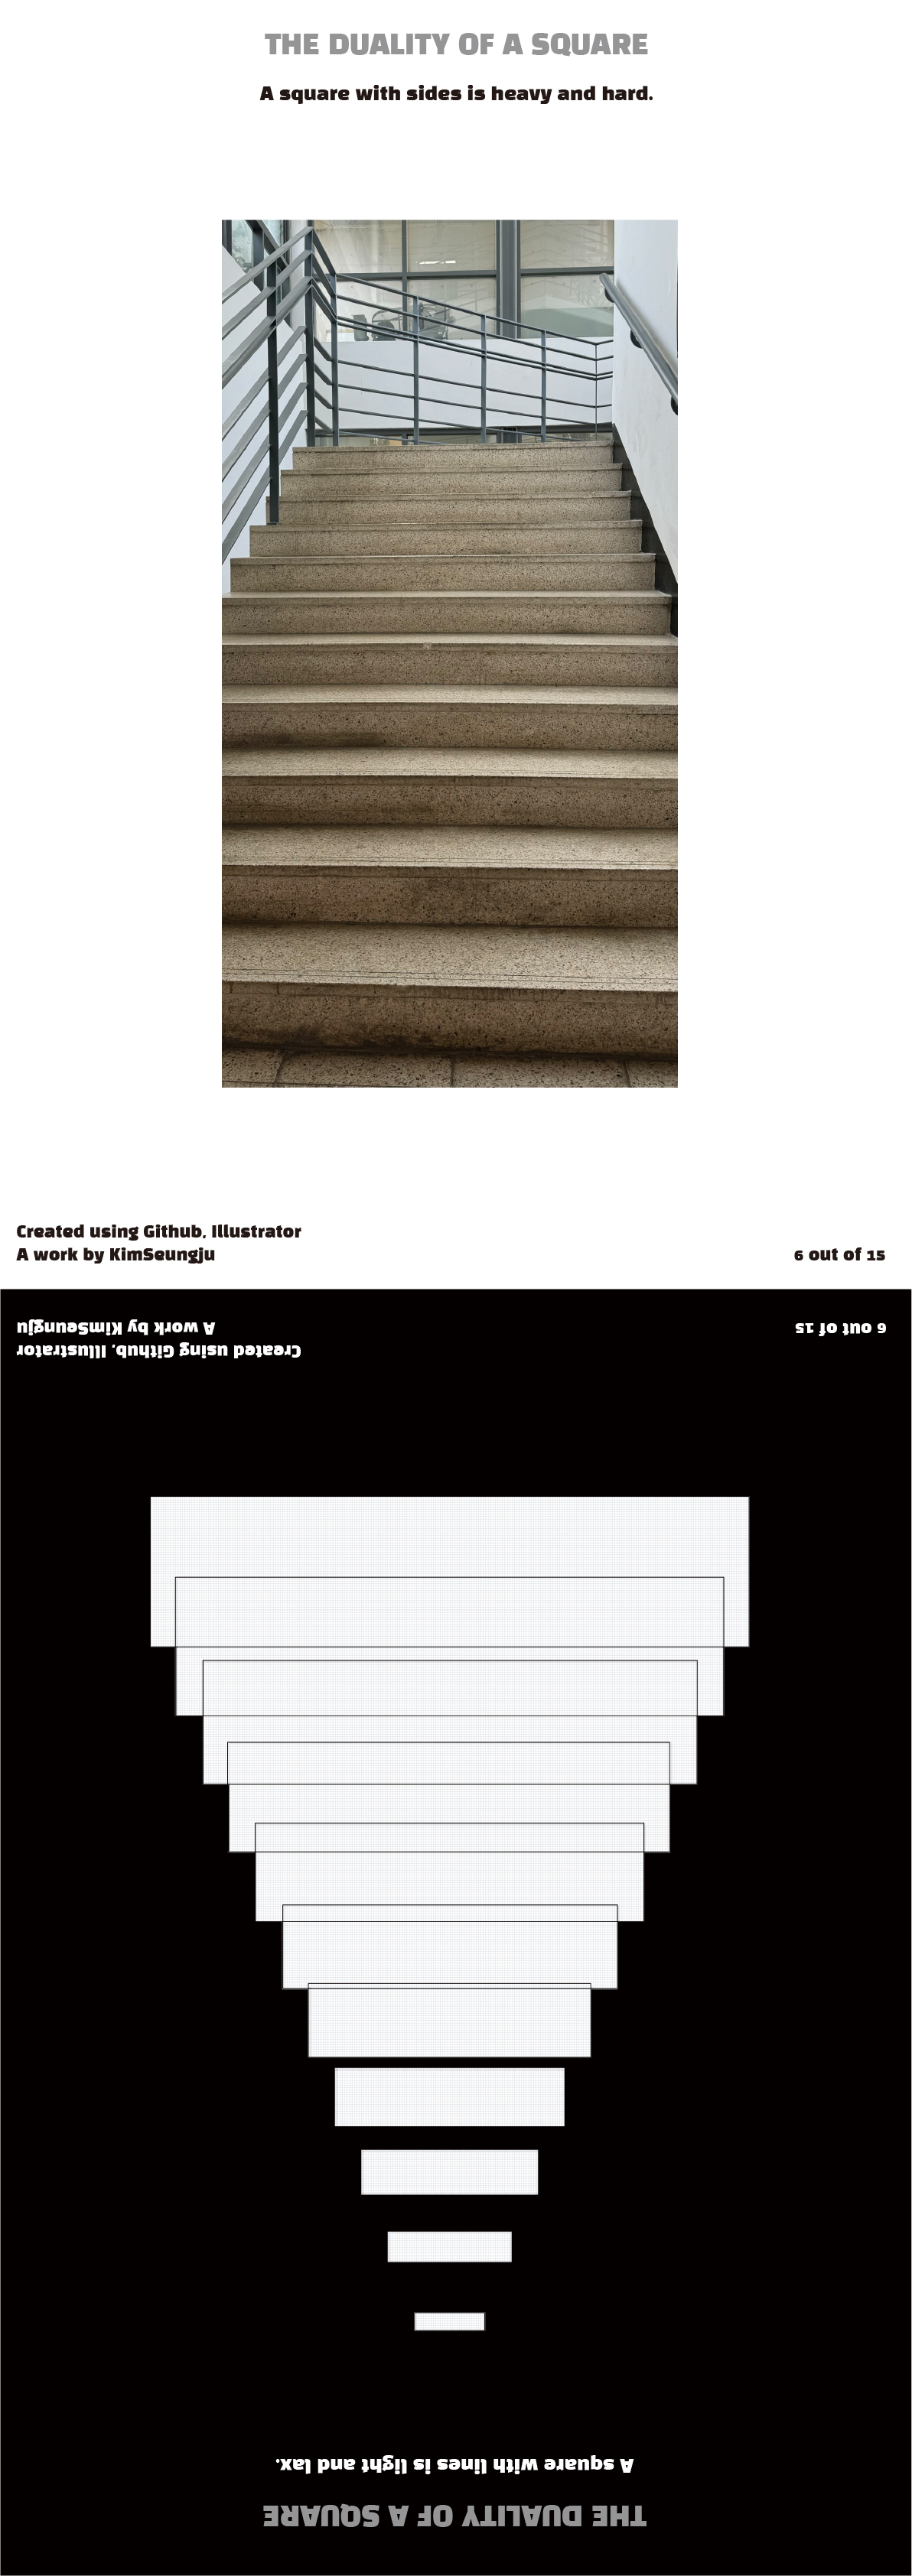 THE DUALITY OF A SQUARE
A square with sides is heavy and hard.
Created using Github, Illustrator
A work by KimSeungju
6 out of 15
A work by KimSeungju
Created using Github, Illustrator
6 out of 15
A square with lines is light and lax.
THE DUALITY OF A SQUARE